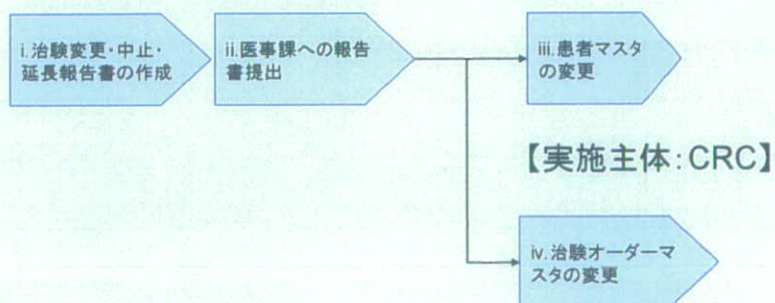 i.治験変更・中止・
延長報告書の作成
ii.医事課への報告
書提出
iii.患者マスタ
の変更
【実施主体：CRC】
iv.治験オーダーマ
スタの変更